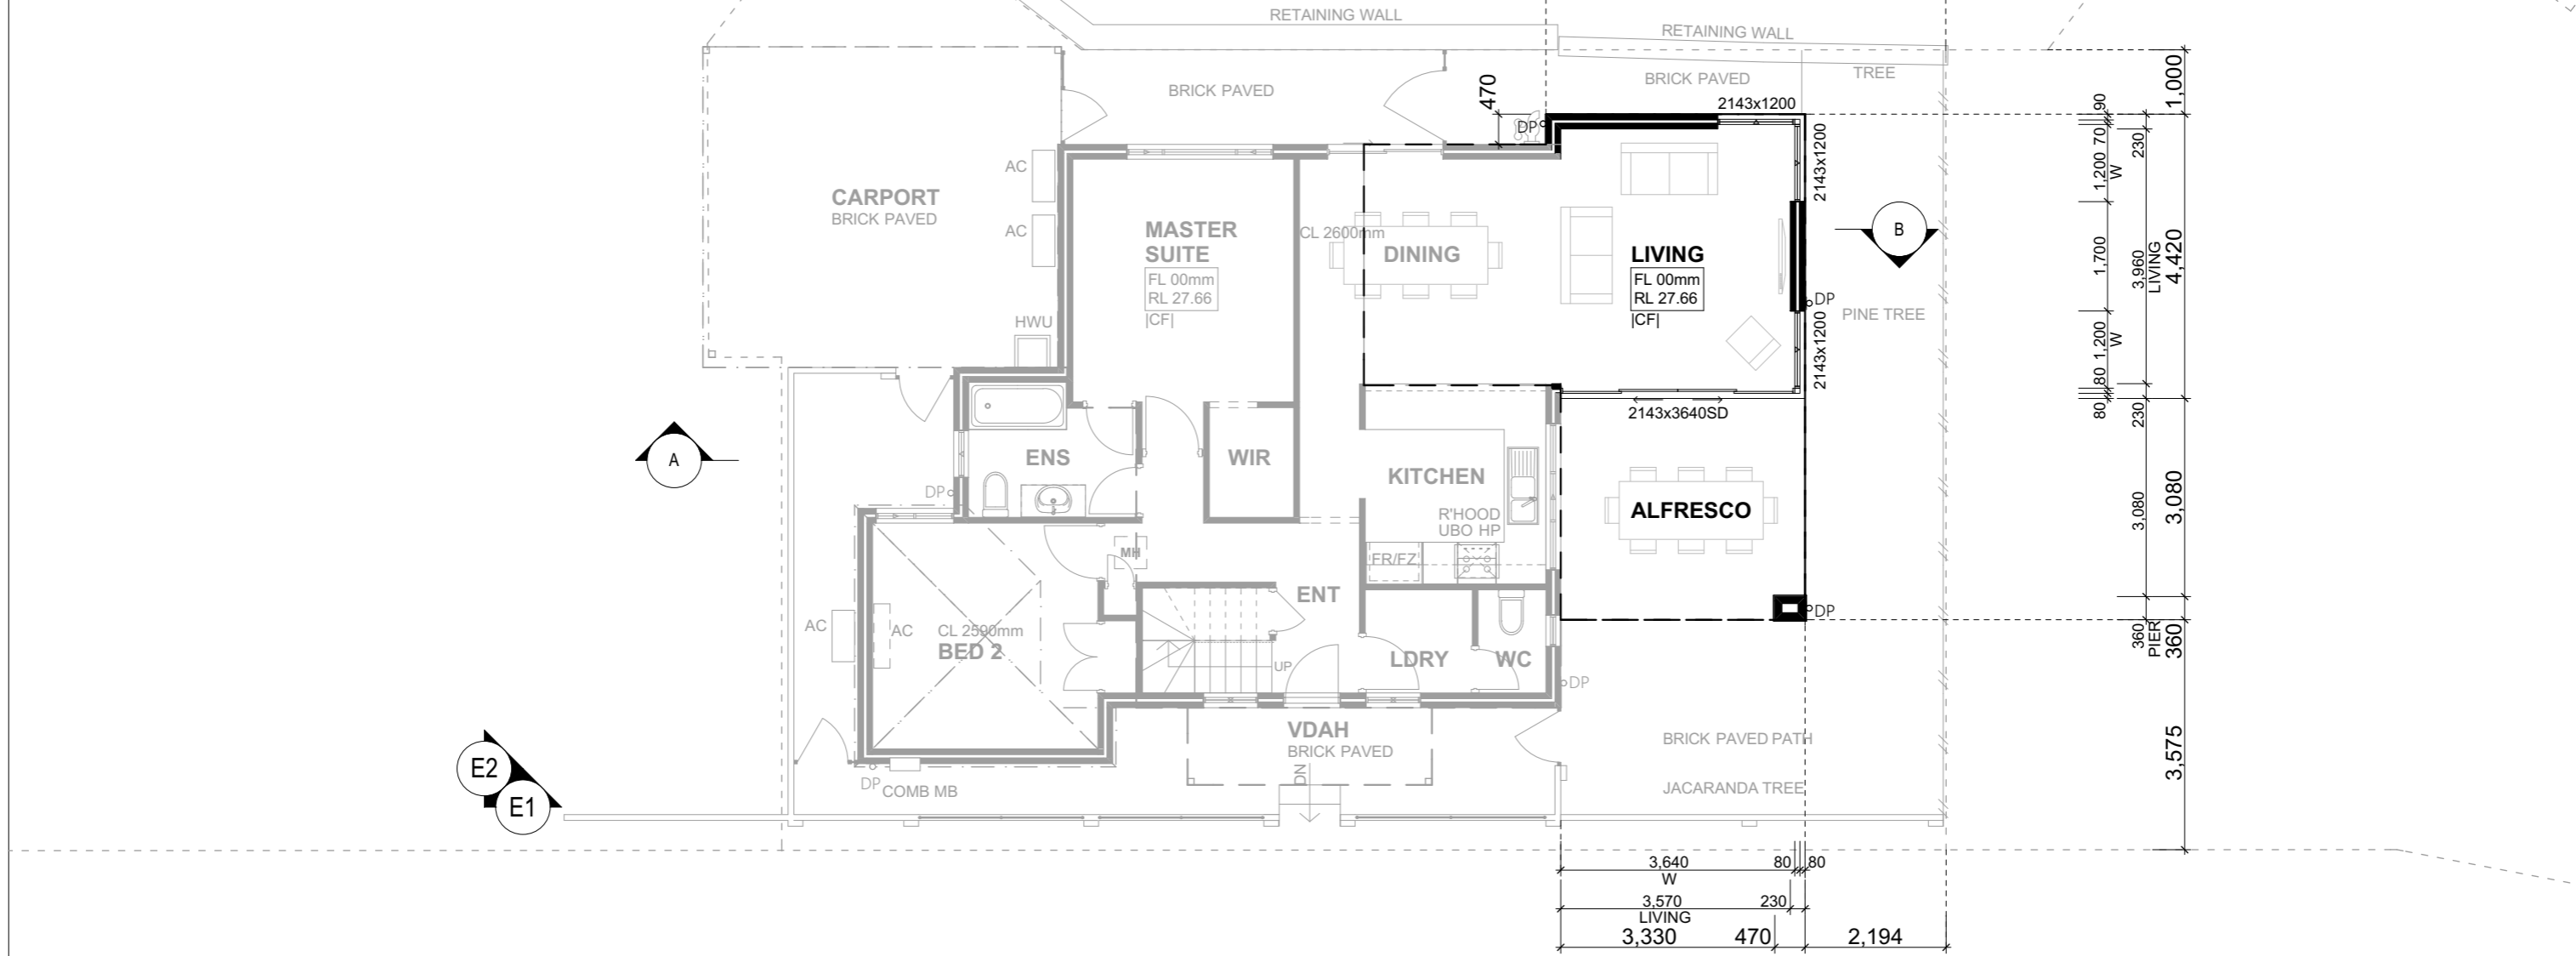 RETAINING WALL
RETAINING WALL
BRICK PAVED
BRICK PAVED
TREE
470
DP
2143x1200
2143x1200
1,000
90
70
230
1,200
W
AC
AC
CARPORT
BRICK PAVED
MASTER
SUITE
FL 00mm
RL 27.66
|CF|
CL 2600mm
DINING
LIVING
FL 00mm
RL 27.66
|CF|
B
DP
PINE TREE
1,700
3,960
LIVING
4,420
HWU
2143x1200
1,200
W
80
80
230
2143x3640SD
A
ENS
WIR
KITCHEN
R'HOOD
UBO HP
FR/FZ
ALFRESCO
3,080
3,080
DP
MH
ENT
DP
360
PIER
360
AC
AC
CL 2590mm
BED 2
UP
LDRY
WC
DP
VDAH
BRICK PAVED
DN
BRICK PAVED PATH
JACARANDA TREE
3,575
E2
E1
DP
COMB MB
3,640
80
80
W
3,570
230
LIVING
3,330
470
2,194